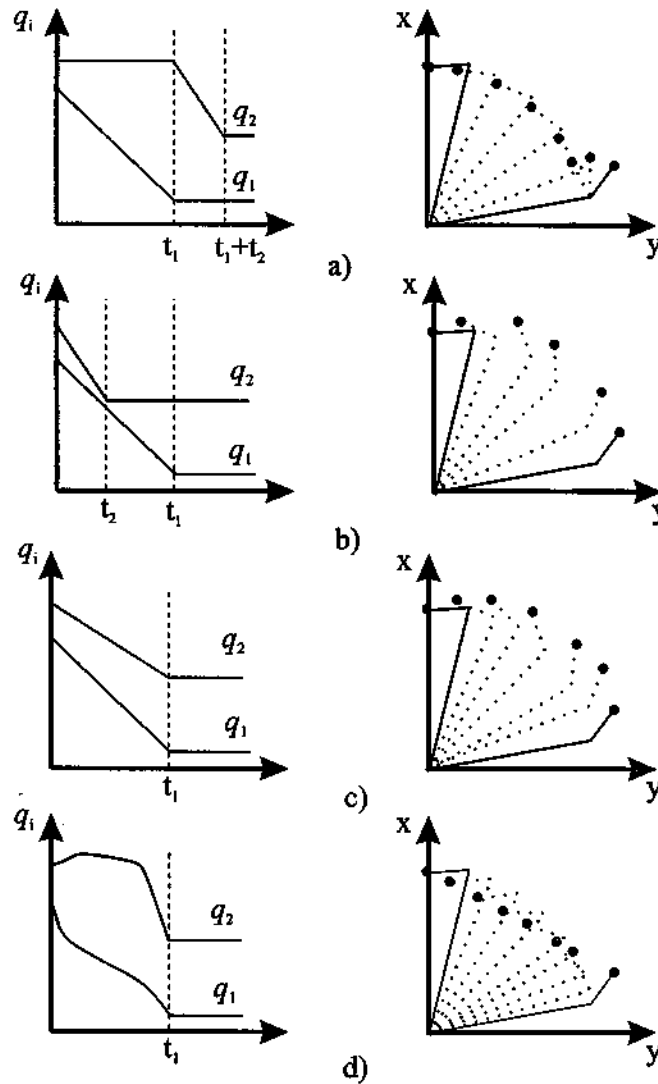 qᵢ
x
q₂
q₁
t₁ t₁+t₂
y
a)
qᵢ
x
q₂
q₁
t₂ t₁
y
b)
qᵢ
x
q₂
q₁
t₁
y
c)
qᵢ
x
q₂
q₁
t₁
y
d)